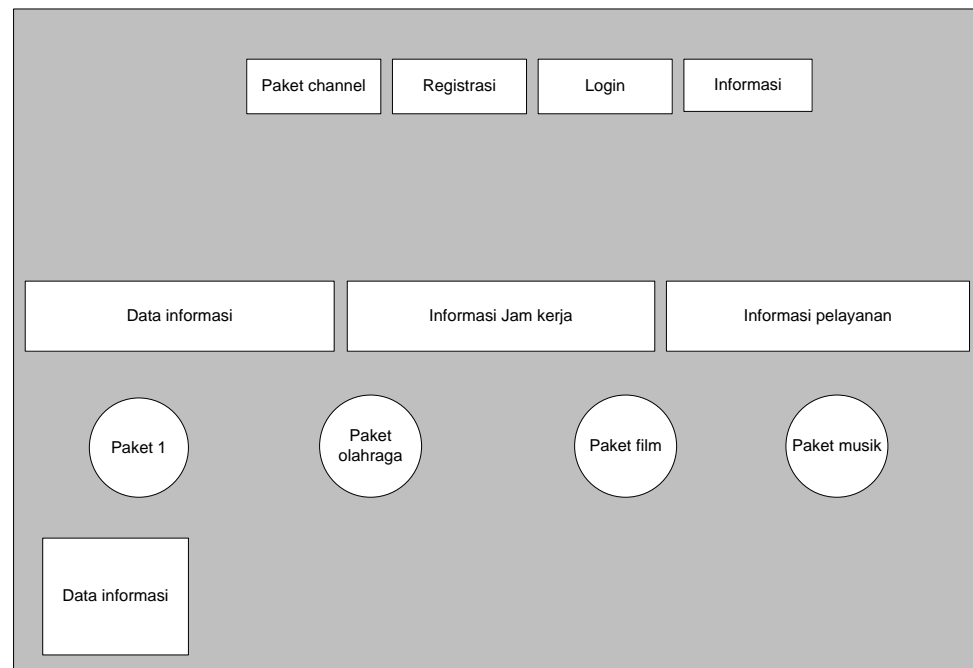 Paket channel
Registrasi
Login
Informasi
Data informasi
Informasi Jam kerja
Informasi pelayanan
Paket 1
Paket
olahraga
Paket film
Paket musik
Data informasi